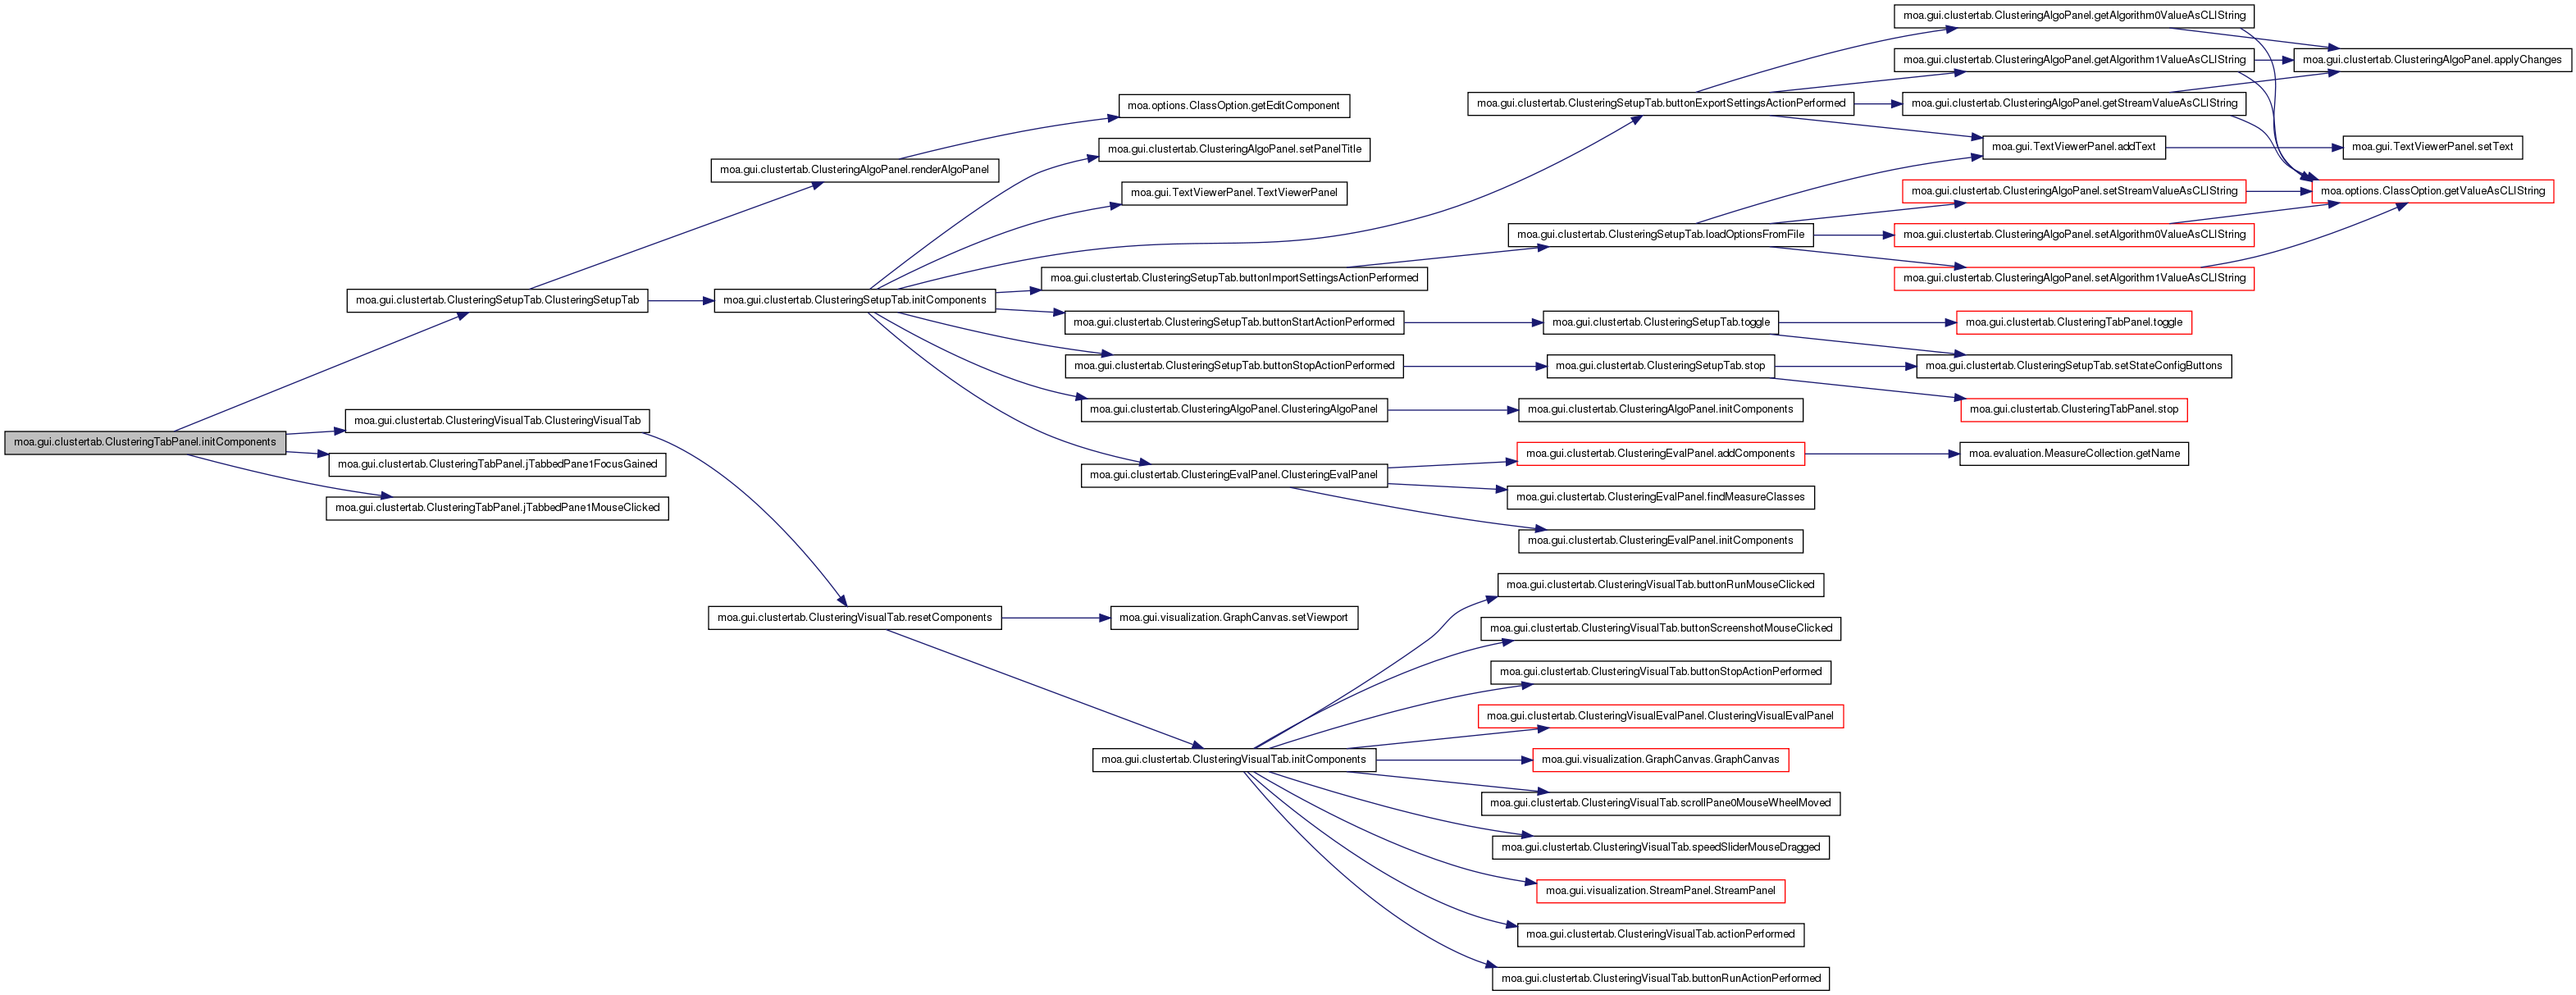 moa.gui.clustertab.ClusteringAlgoPanel.getAlgorithm0ValueAsCLIString
moa.gui.clustertab.ClusteringAlgoPanel.getAlgorithm1ValueAsCLIString
moa.gui.clustertab.ClusteringAlgoPanel.applyChanges
moa.options.ClassOption.getEditComponent
moa.gui.clustertab.ClusteringSetupTab.buttonExportSettingsActionPerformed
moa.gui.clustertab.ClusteringAlgoPanel.getStreamValueAsCLIString
moa.gui.clustertab.ClusteringAlgoPanel.setPanelTitle
moa.gui.TextViewerPanel.addText
moa.gui.TextViewerPanel.setText
moa.gui.clustertab.ClusteringAlgoPanel.renderAlgoPanel
moa.gui.TextViewerPanel.TextViewerPanel
moa.gui.clustertab.ClusteringAlgoPanel.setStreamValueAsCLIString
moa.options.ClassOption.getValueAsCLIString
moa.gui.clustertab.ClusteringSetupTab.loadOptionsFromFile
moa.gui.clustertab.ClusteringAlgoPanel.setAlgorithm0ValueAsCLIString
moa.gui.clustertab.ClusteringSetupTab.buttonImportSettingsActionPerformed
moa.gui.clustertab.ClusteringAlgoPanel.setAlgorithm1ValueAsCLIString
moa.gui.clustertab.ClusteringSetupTab.ClusteringSetupTab
moa.gui.clustertab.ClusteringSetupTab.initComponents
moa.gui.clustertab.ClusteringSetupTab.buttonStartActionPerformed
moa.gui.clustertab.ClusteringSetupTab.toggle
moa.gui.clustertab.ClusteringTabPanel.toggle
moa.gui.clustertab.ClusteringSetupTab.buttonStopActionPerformed
moa.gui.clustertab.ClusteringSetupTab.stop
moa.gui.clustertab.ClusteringSetupTab.setStateConfigButtons
moa.gui.clustertab.ClusteringAlgoPanel.ClusteringAlgoPanel
moa.gui.clustertab.ClusteringAlgoPanel.initComponents
moa.gui.clustertab.ClusteringTabPanel.stop
moa.gui.clustertab.ClusteringVisualTab.ClusteringVisualTab
moa.gui.clustertab.ClusteringTabPanel.initComponents
moa.gui.clustertab.ClusteringTabPanel.jTabbedPane1FocusGained
moa.gui.clustertab.ClusteringTabPanel.jTabbedPane1MouseClicked
moa.gui.clustertab.ClusteringEvalPanel.ClusteringEvalPanel
moa.gui.clustertab.ClusteringEvalPanel.addComponents
moa.evaluation.MeasureCollection.getName
moa.gui.clustertab.ClusteringEvalPanel.findMeasureClasses
moa.gui.clustertab.ClusteringEvalPanel.initComponents
moa.gui.clustertab.ClusteringVisualTab.buttonRunMouseClicked
moa.gui.clustertab.ClusteringVisualTab.resetComponents
moa.gui.visualization.GraphCanvas.setViewport
moa.gui.clustertab.ClusteringVisualTab.buttonScreenshotMouseClicked
moa.gui.clustertab.ClusteringVisualTab.buttonStopActionPerformed
moa.gui.clustertab.ClusteringVisualEvalPanel.ClusteringVisualEvalPanel
moa.gui.clustertab.ClusteringVisualTab.initComponents
moa.gui.visualization.GraphCanvas.GraphCanvas
moa.gui.clustertab.ClusteringVisualTab.scrollPane0MouseWheelMoved
moa.gui.clustertab.ClusteringVisualTab.speedSliderMouseDragged
moa.gui.visualization.StreamPanel.StreamPanel
moa.gui.clustertab.ClusteringVisualTab.actionPerformed
moa.gui.clustertab.ClusteringVisualTab.buttonRunActionPerformed